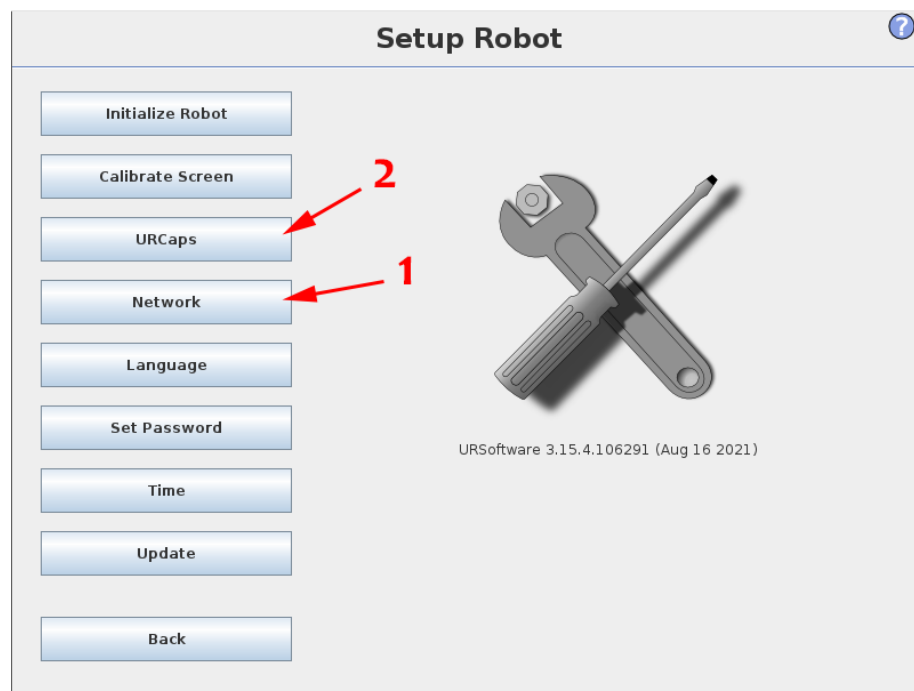 Setup Robot
?
Initialize Robot
Calibrate Screen
2
URCaps
1
Network
Language
Set Password
URSoftware 3.15.4.106291 (Aug 16 2021)
Time
Update
Back